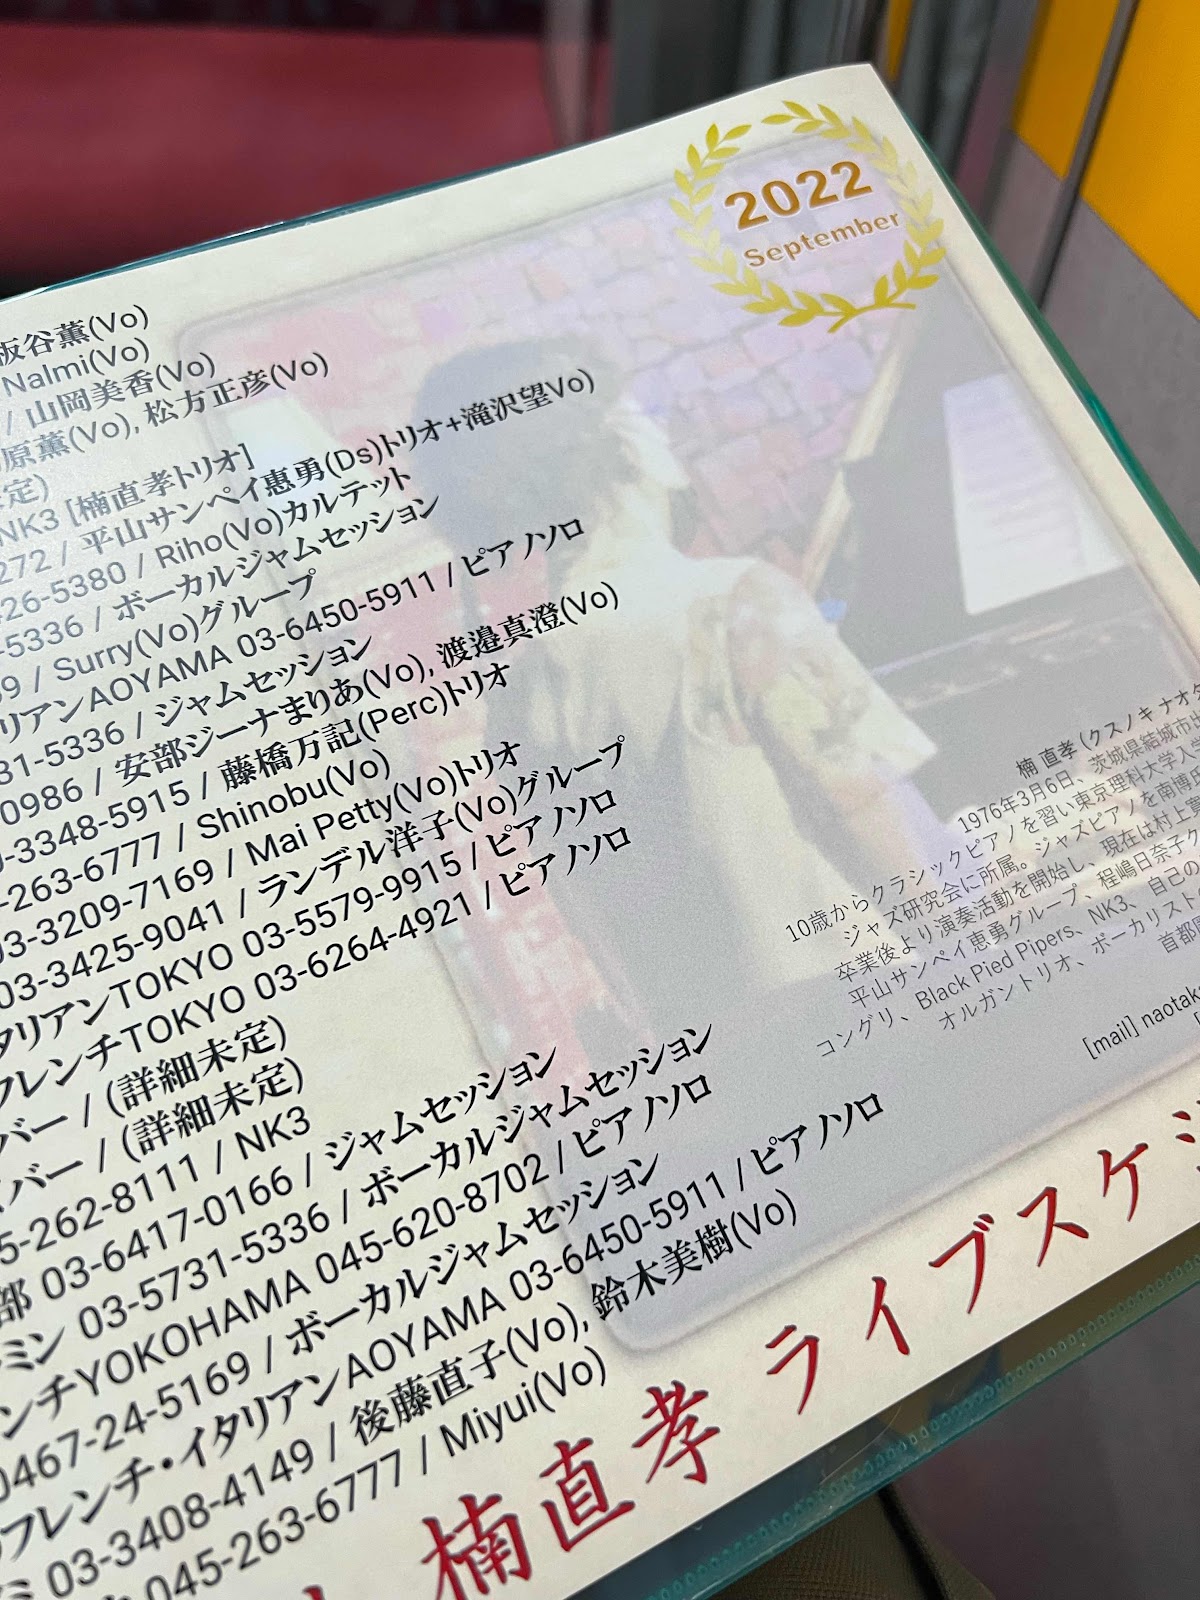 2022
September
板谷薫(Vo)
Nalmi(Vo)
/ 山岡美香(Vo)
原薫(Vo), 松方正彦(Vo)
定)
NK3 [楠直孝トリオ]
272 / 平山サンペイ惠勇(Ds)トリオ+滝沢望Vo)
426-5380 / Riho(Vo)カルテット
-5336 / ボーカルジャムセッション
69 / Surry(Vo)グループ
リアンAOYAMA 03-6450-5911 / ピアノソロ
31-5336 / ジャムセッション
0986 / 安部ジーナまりあ(Vo), 渡邉真澄(Vo)
-3348-5915 / 藤橋万記(Perc)トリオ
-263-6777 / Shinobu(Vo)
03-3209-7169 / Mai Petty(Vo)トリオ
03-3425-9041 / ランデル洋子(Vo)グループ
タリアンTOKYO 03-5579-9915 / ピアノソロ
フレンチTOKYO 03-6264-4921 / ピアノソロ
バー / (詳細未定)
バー / (詳細未定)
5-262-8111 / NK3
部 03-6417-0166 / ジャムセッション
ミン 03-5731-5336 / ボーカルジャムセッション
ンチYOKOHAMA 045-620-8702 / ピアノソロ
0467-24-5169 / ボーカルジャムセッション
フレンチ・イタリアンAOYAMA 03-6450-5911 / ピアノソロ
ミ 03-3408-4149 / 後藤直子(Vo), 鈴木美樹(Vo)
045-263-6777 / Miyui(Vo)
楠 直孝 (クスノキ ナオタ
1976年3月6日、茨城県結城市出
10歳からクラシックピアノを習い東京理科大学入学
ジャズ研究会に所属。ジャズピアノを南博
卒業後より演奏活動を開始し、現在は村上寛
平山サンペイ恵勇グループ、程嶋日奈子ク
コングリ、Black Pied Pipers、NK3、自己の
オルガントリオ、ボーカリスト
首都圏
[mail] naotak
楠直孝 ライブスケジ